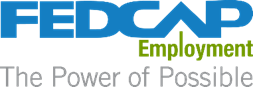 FEDCAP
Employment
The Power of Possible